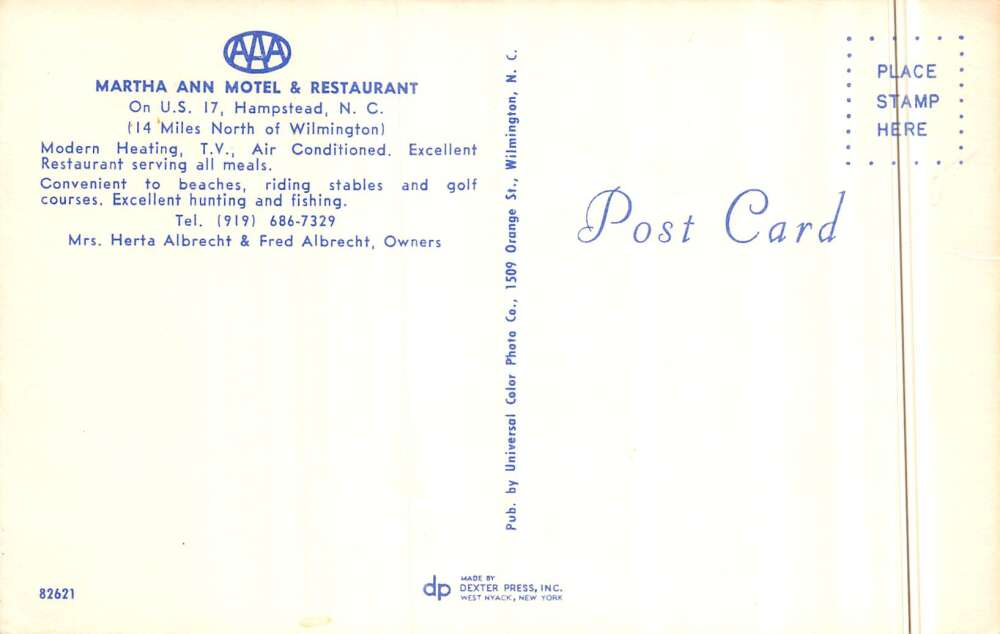 AAA
MARTHA ANN MOTEL & RESTAURANT
On U.S. 17, Hampstead, N. C.
(14 Miles North of Wilmington)
Modern Heating, T.V., Air Conditioned. Excellent
Restaurant serving all meals.
Convenient to beaches, riding stables and golf
courses. Excellent hunting and fishing.
Tel. (919) 686-7329
Mrs. Herta Albrecht & Fred Albrecht, Owners
82621
Pub. by Universal Color Photo Co., 1509 Orange St., Wilmington, N. C.
dp
MADE BY
DEXTER PRESS, INC.
WEST NYACK, NEW YORK
PLACE
STAMP
HERE
Post Card